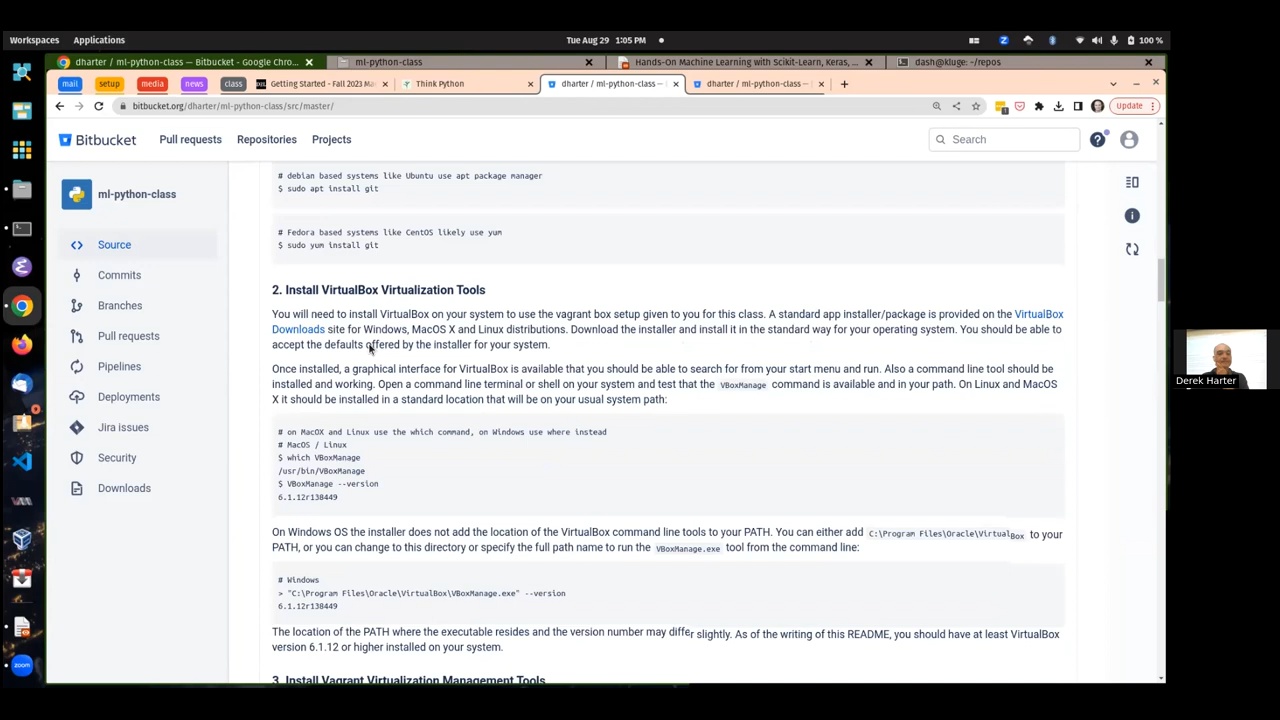 Workspaces Applications Tue Aug 29 1:05 PM 100 %
dharter / ml-python-class — Bitbucket - Google Chro... ml-python-class Hands-On Machine Learning with Scikit-Learn, Keras, ... dash@kluge: ~/repos
mail setup media news class Getting Started - Fall 2023 M Think Python dharter / ml-python-class — dharter / ml-python-class —
bitbucket.org/dharter/ml-python-class/src/master/ Update
Bitbucket Pull requests Repositories Projects Search
ml-python-class
Source
Commits
Branches
Pull requests
Pipelines
Deployments
Jira issues
Security
Downloads
# debian based systems like Ubuntu use apt package manager
$ sudo apt install git
# Fedora based systems like CentOS likely use yum
$ sudo yum install git
2. Install VirtualBox Virtualization Tools
You will need to install VirtualBox on your system to use the vagrant box setup given to you for this class. A standard app installer/package is provided on the VirtualBox
Downloads site for Windows, MacOS X and Linux distributions. Download the installer and install it in the standard way for your operating system. You should be able to
accept the defaults offered by the installer for your system.
Once installed, a graphical interface for VirtualBox is available that you should be able to search for from your start menu and run. Also a command line tool should be
installed and working. Open a command line terminal or shell on your system and test that the VBoxManage command is available and in your path. On Linux and MacOS
X it should be installed in a standard location that will be on your usual system path:
# on MacOX and Linux use the which command, on Windows use where instead
# MacOS / Linux
$ which VBoxManage
/usr/bin/VBoxManage
$ VBoxManage --version
6.1.12r138449
On Windows OS the installer does not add the location of the VirtualBox command line tools to your PATH. You can either add C:\Program Files\Oracle\VirtualBox to your
PATH, or you can change to this directory or specify the full path name to run the VBoxManage.exe tool from the command line:
# Windows
> "C:\Program Files\Oracle\VirtualBox\VBoxManage.exe" --version
6.1.12r138449
The location of the PATH where the executable resides and the version number may differ slightly. As of the writing of this README, you should have at least VirtualBox
version 6.1.12 or higher installed on your system.
3. Install Vagrant Virtualization Management Tools
zoom
Derek Harter